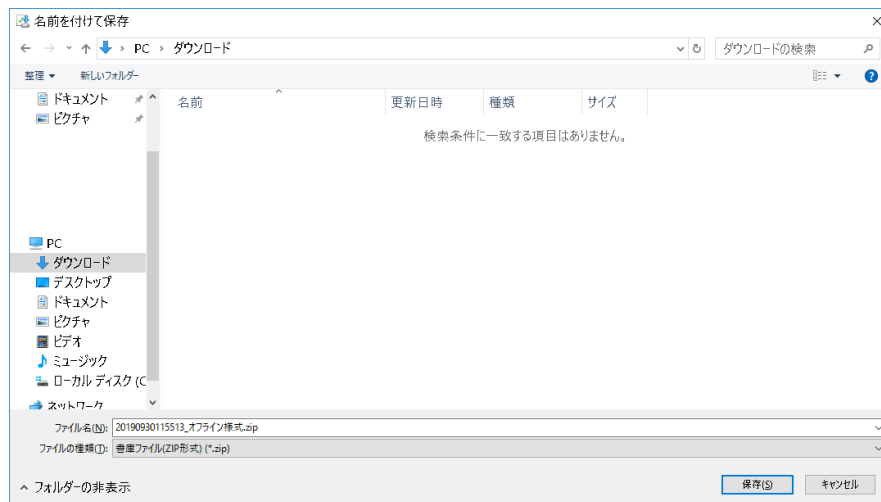 名前を付けて保存
PC › ダウンロード
ダウンロードの検索
整理 新しいフォルダー
ドキュメント
ピクチャ
PC
ダウンロード
デスクトップ
ドキュメント
ピクチャ
ビデオ
ミュージック
ローカル ディスク (C
ネットワーク
名前 更新日時 種類 サイズ
検索条件に一致する項目はありません。
ファイル名(N): 20190930115513_オフライン様式.zip
ファイルの種類(T): 書庫ファイル(ZIP形式) (*.zip)
フォルダーの非表示
保存(S) キャンセル